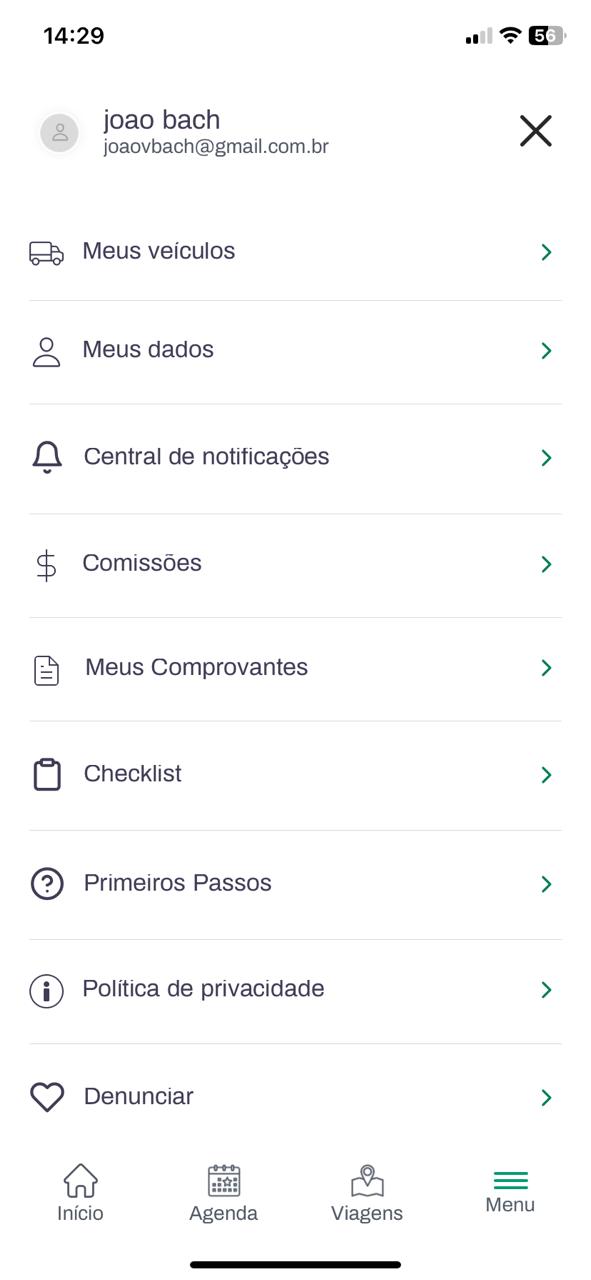 14:29
56
joao bach
joaovbach@gmail.com.br
Meus veículos
Meus dados
Central de notificações
Comissões
Meus Comprovantes
Checklist
Primeiros Passos
Política de privacidade
Denunciar
Início
Agenda
Viagens
Menu